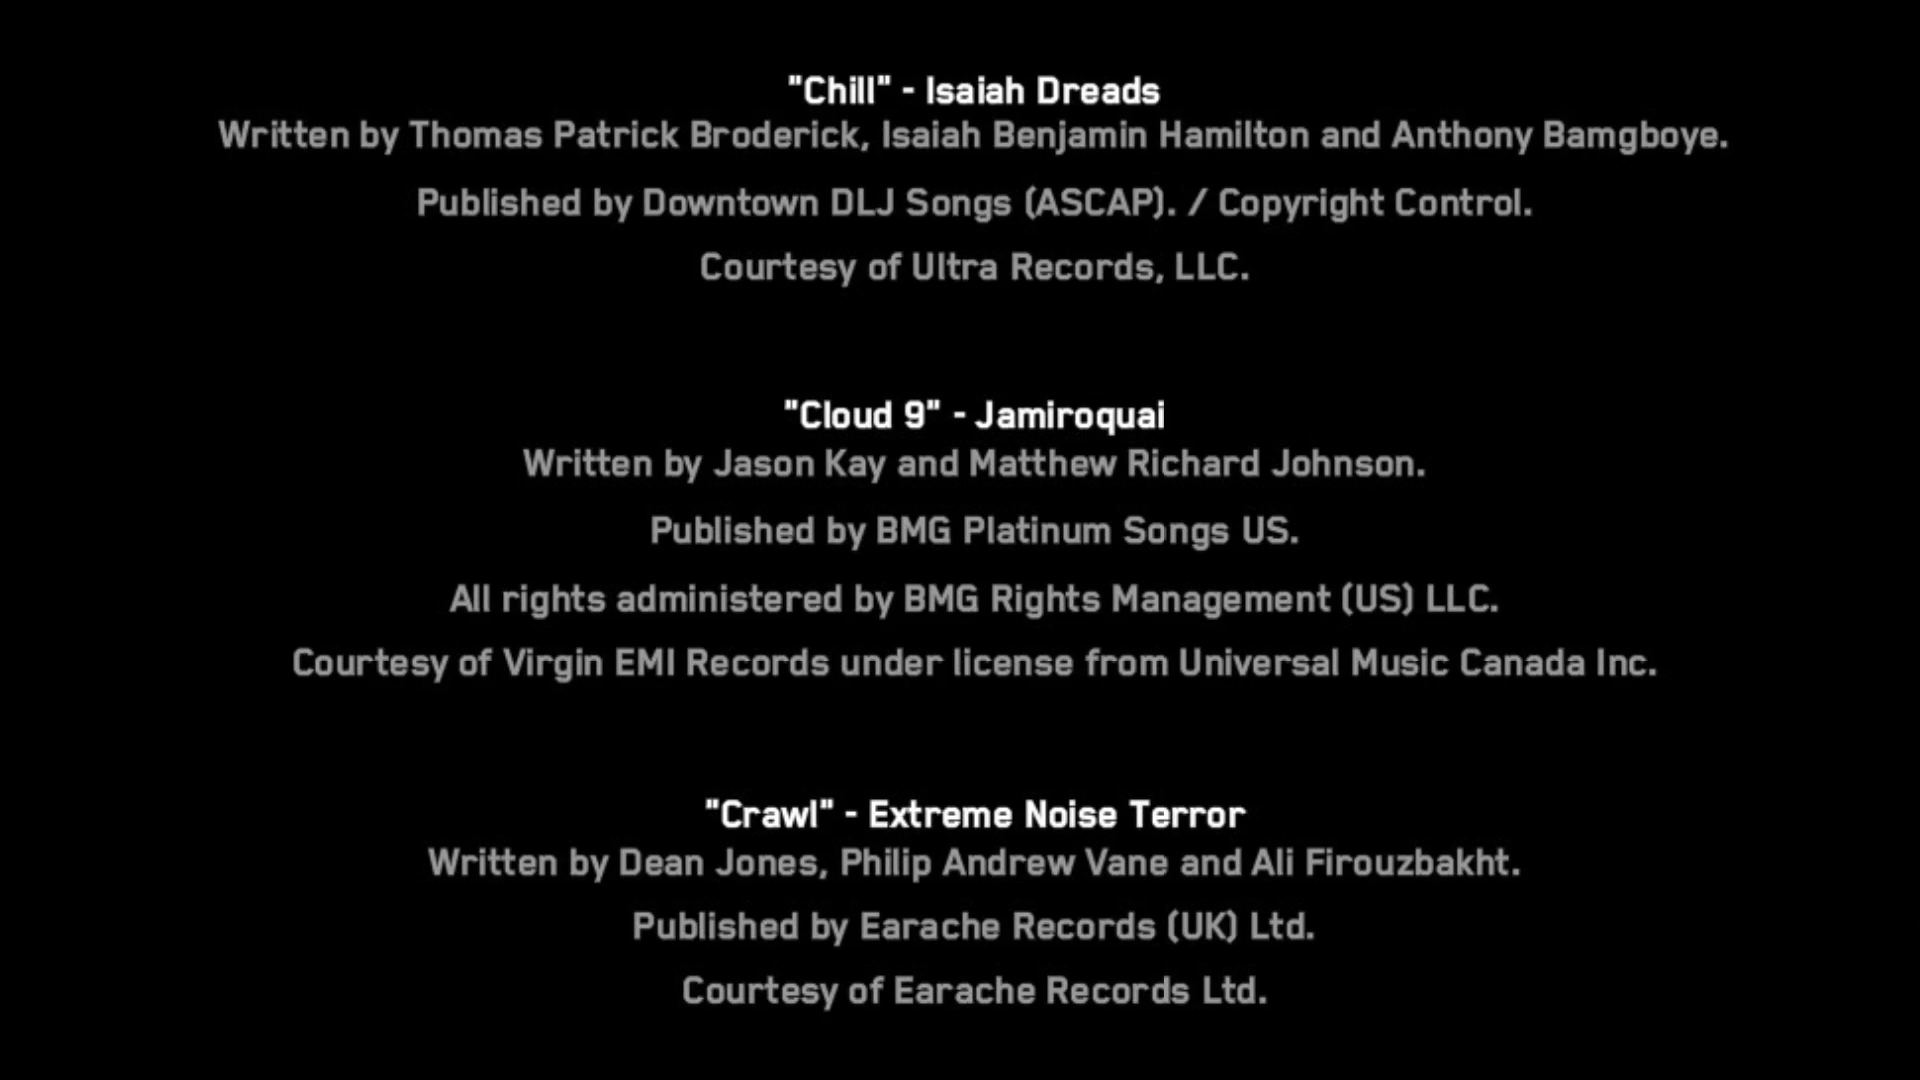 "Chill" - Isaiah Dreads
Written by Thomas Patrick Broderick, Isaiah Benjamin Hamilton and Anthony Bamgboye.
Published by Downtown DLJ Songs (ASCAP). / Copyright Control.
Courtesy of Ultra Records, LLC.
"Cloud 9" - Jamiroquai
Written by Jason Kay and Matthew Richard Johnson.
Published by BMG Platinum Songs US.
All rights administered by BMG Rights Management (US) LLC.
Courtesy of Virgin EMI Records under license from Universal Music Canada Inc.
"Crawl" - Extreme Noise Terror
Written by Dean Jones, Philip Andrew Vane and Ali Firouzbakht.
Published by Earache Records (UK) Ltd.
Courtesy of Earache Records Ltd.